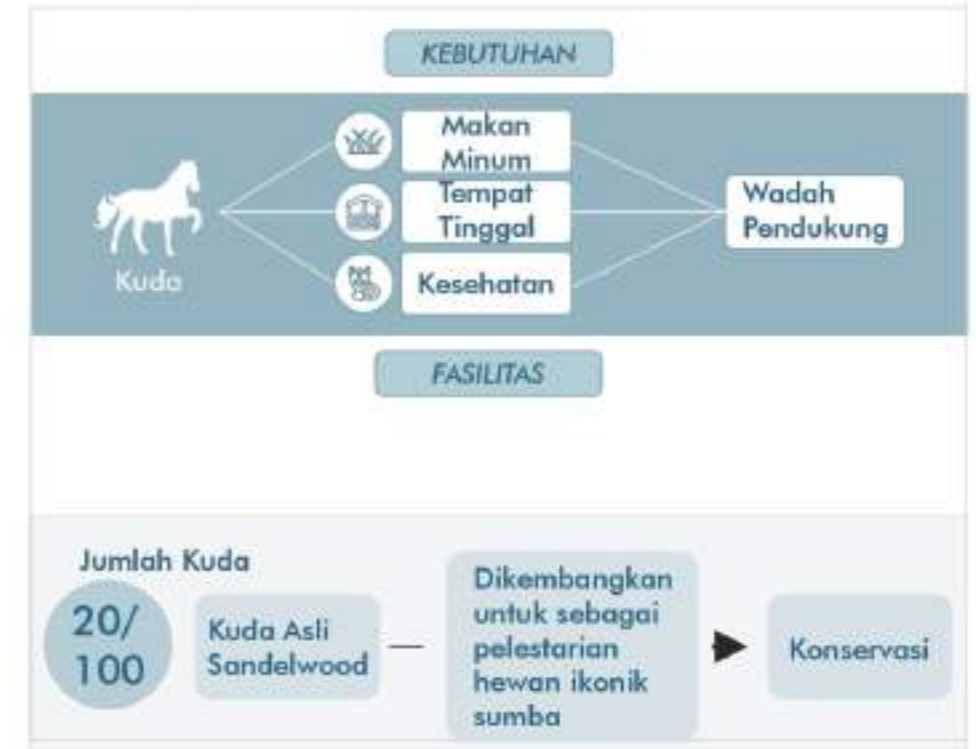 KEBUTUHAN
Makan
Minum
Tempat
Tinggal
Kesehatan
Kuda
Wadah
Pendukung
FASILITAS
Jumlah Kuda
20/
100
Kuda Asli
Sandelwood
Dikembangkan
untuk sebagai
pelestarian
hewan ikonik
sumba
Konservasi